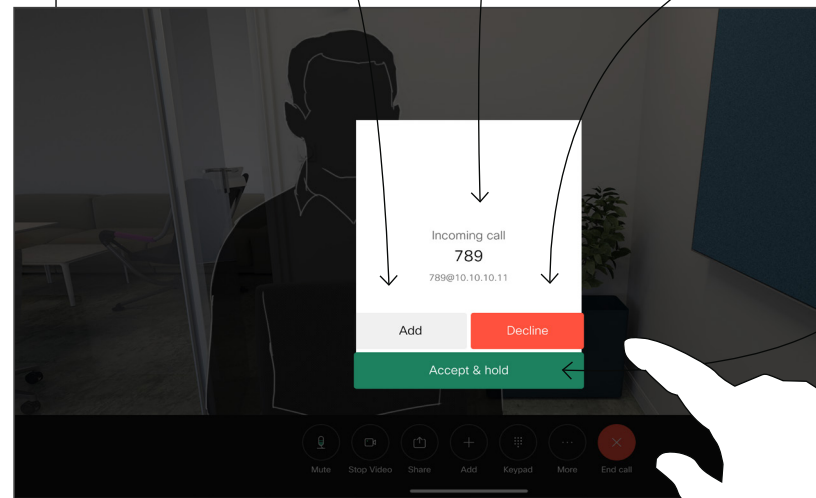 Incoming call
789
789@10.10.10.11
Add Decline
Accept & hold
Mute Stop Video Share Add Keypad More End call